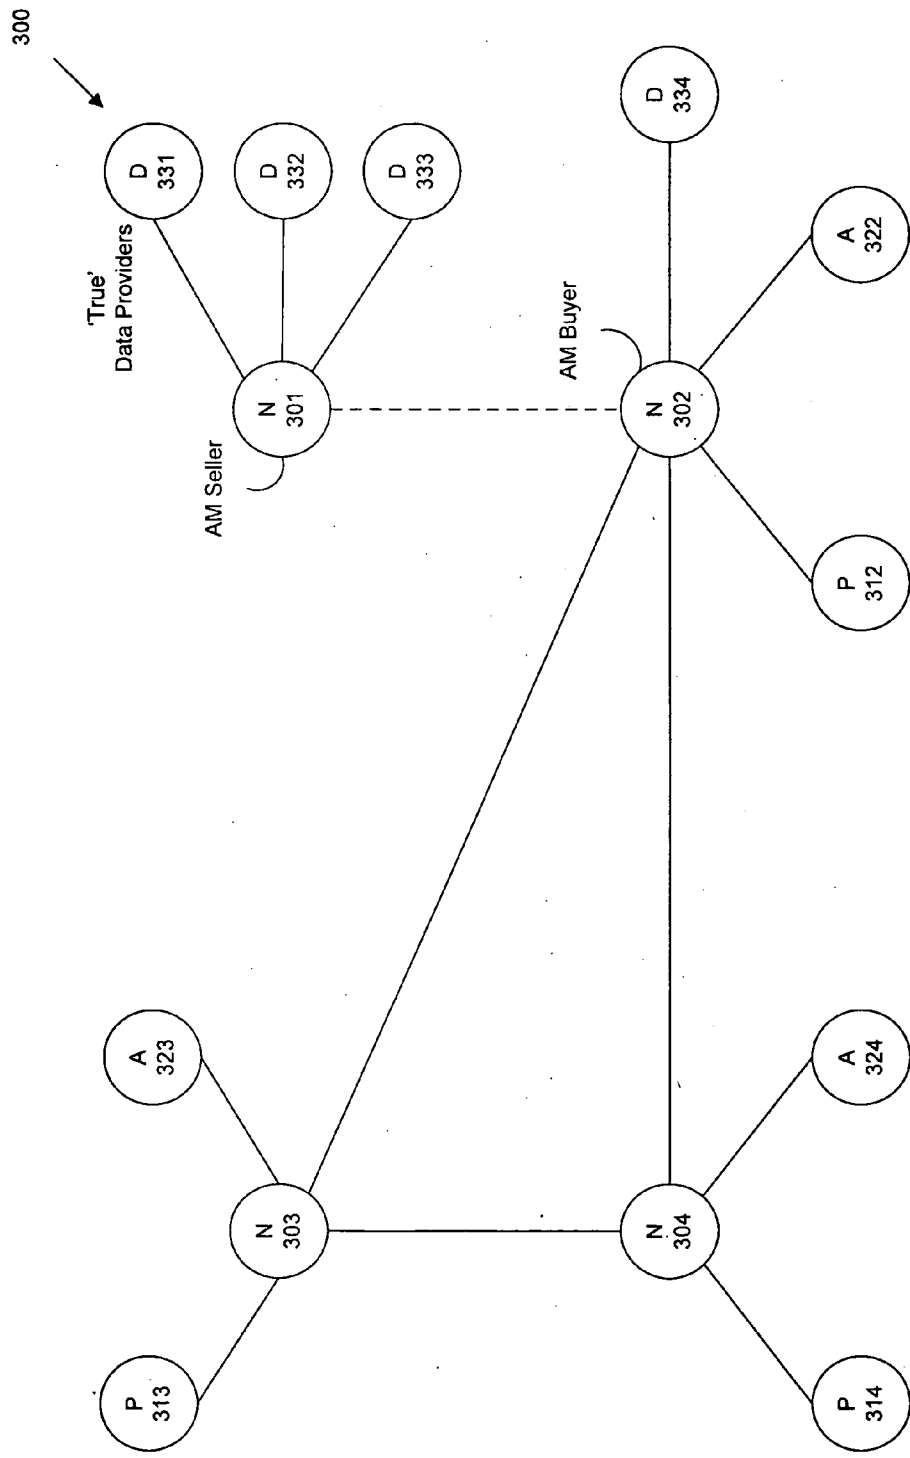 300
'True'
Data Providers
D
331
D
332
D
333
AM Seller
N
301
AM Buyer
N
302
D
334
A
322
P
312
A
323
N
303
P
313
N
304
A
324
P
314